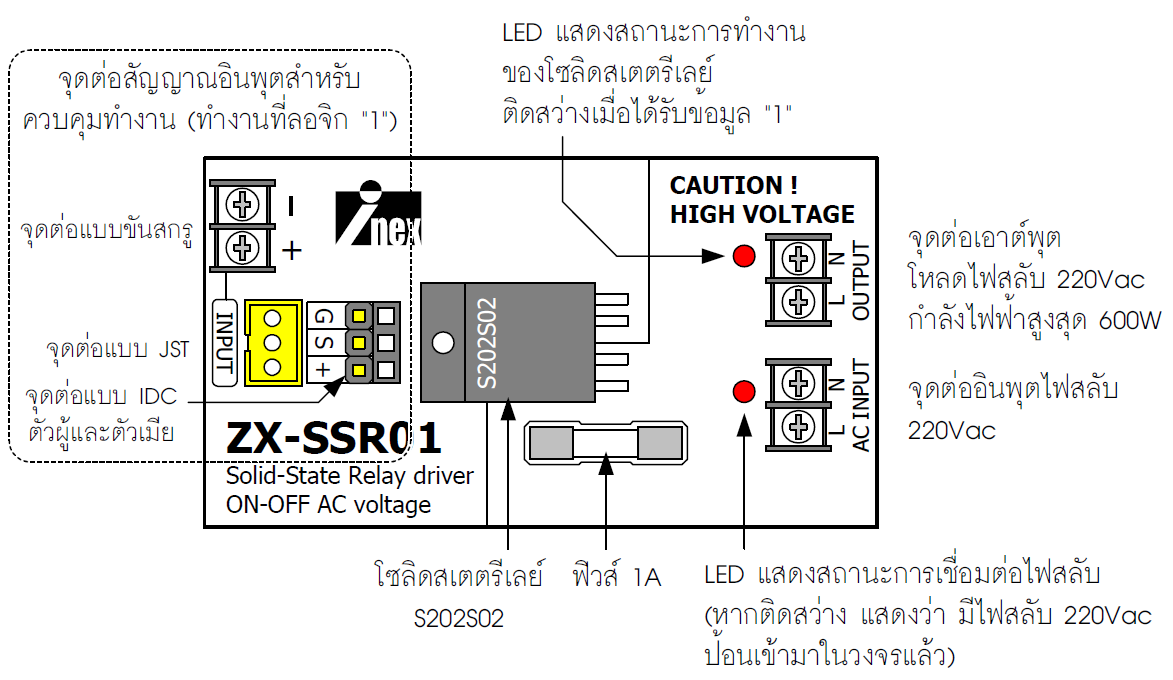 LED แสดงสถานะการทำงาน
ของโซลิดสเตตรีเลย์
ติดสว่างเมื่อได้รับข้อมูล "1"
จุดต่อสัญญาณอินพุตสำหรับ
ควบคุมทำงาน (ทำงานที่ลอจิก "1")
จุดต่อแบบขันสกรู
จุดต่อแบบ JST
จุดต่อแบบ IDC
ตัวผู้และตัวเมีย
-
+
inex
INPUT
G
S
+
S202S02
CAUTION !
HIGH VOLTAGE
N
L
OUTPUT
N
L
AC INPUT
ZX-SSR01
Solid-State Relay driver
ON-OFF AC voltage
จุดต่อเอาต์พุต
โหลดไฟสลับ 220Vac
กำลังไฟฟ้าสูงสุด 600W
จุดต่ออินพุตไฟสลับ
220Vac
โซลิดสเตตรีเลย์
S202S02
ฟิวส์ 1A
LED แสดงสถานะการเชื่อมต่อไฟสลับ
(หากติดสว่าง แสดงว่า มีไฟสลับ 220Vac
ป้อนเข้ามาในวงจรแล้ว)